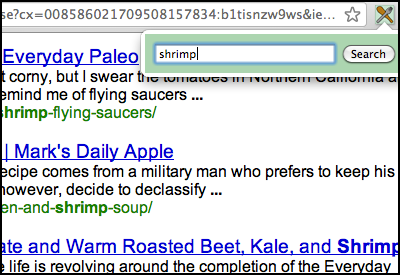 se?cx=008586021709508157834:b1tisnzw9ws&ie...
shrimp
Search
Everyday Paleo
t corny, but I swear the tomatoes in Northern California a
emind me of flying saucers ...
shrimp-flying-saucers/
| Mark's Daily Apple
ecipe comes from a military man who prefers to keep his
however, decide to declassify ...
en-and-shrimp-soup/
ate and Warm Roasted Beet, Kale, and Shrimp
e life is revolving around the completion of the Everyday